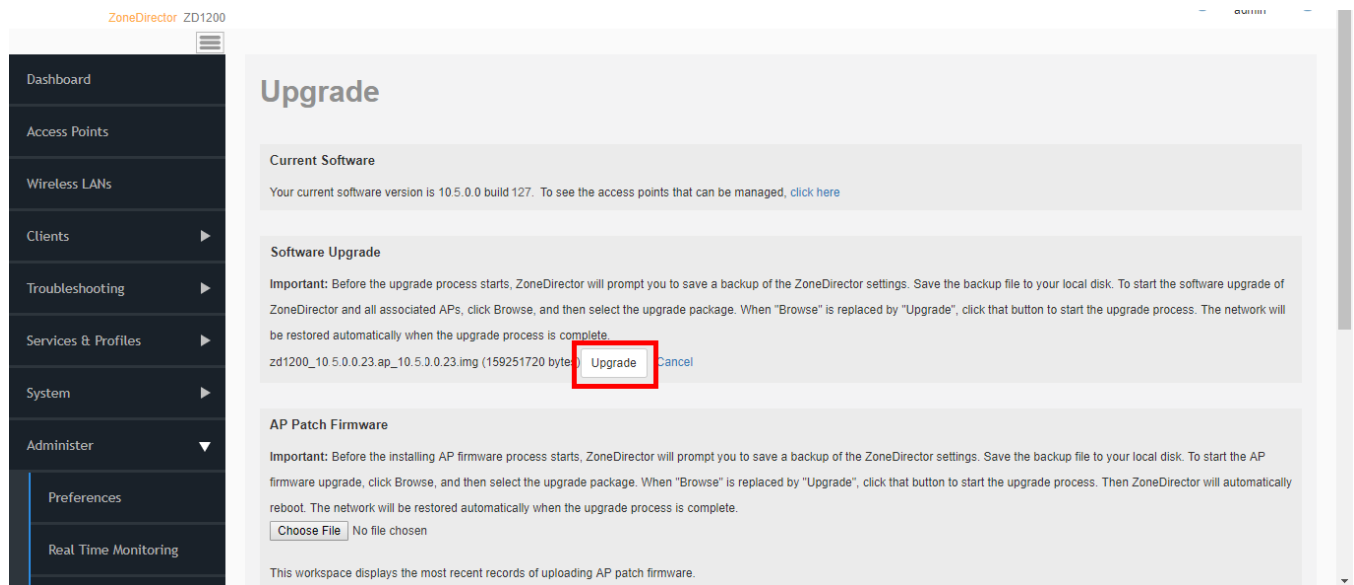 ZoneDirector ZD1200
admin
Dashboard
Access Points
Wireless LANs
Clients
Troubleshooting
Services & Profiles
System
Administer
Preferences
Real Time Monitoring
Upgrade
Current Software
Your current software version is 10.5.0.0 build 127. To see the access points that can be managed, click here
Software Upgrade
Important: Before the upgrade process starts, ZoneDirector will prompt you to save a backup of the ZoneDirector settings. Save the backup file to your local disk. To start the software upgrade of
ZoneDirector and all associated APs, click Browse, and then select the upgrade package. When "Browse" is replaced by "Upgrade", click that button to start the upgrade process. The network will
be restored automatically when the upgrade process is complete.
zd1200_10.5.0.0.23.ap_10.5.0.0.23.img (159251720 bytes) Upgrade Cancel
AP Patch Firmware
Important: Before the installing AP firmware process starts, ZoneDirector will prompt you to save a backup of the ZoneDirector settings. Save the backup file to your local disk. To start the AP
firmware upgrade, click Browse, and then select the upgrade package. When "Browse" is replaced by "Upgrade", click that button to start the upgrade process. Then ZoneDirector will automatically
reboot. The network will be restored automatically when the upgrade process is complete.
Choose File No file chosen
This workspace displays the most recent records of uploading AP patch firmware.